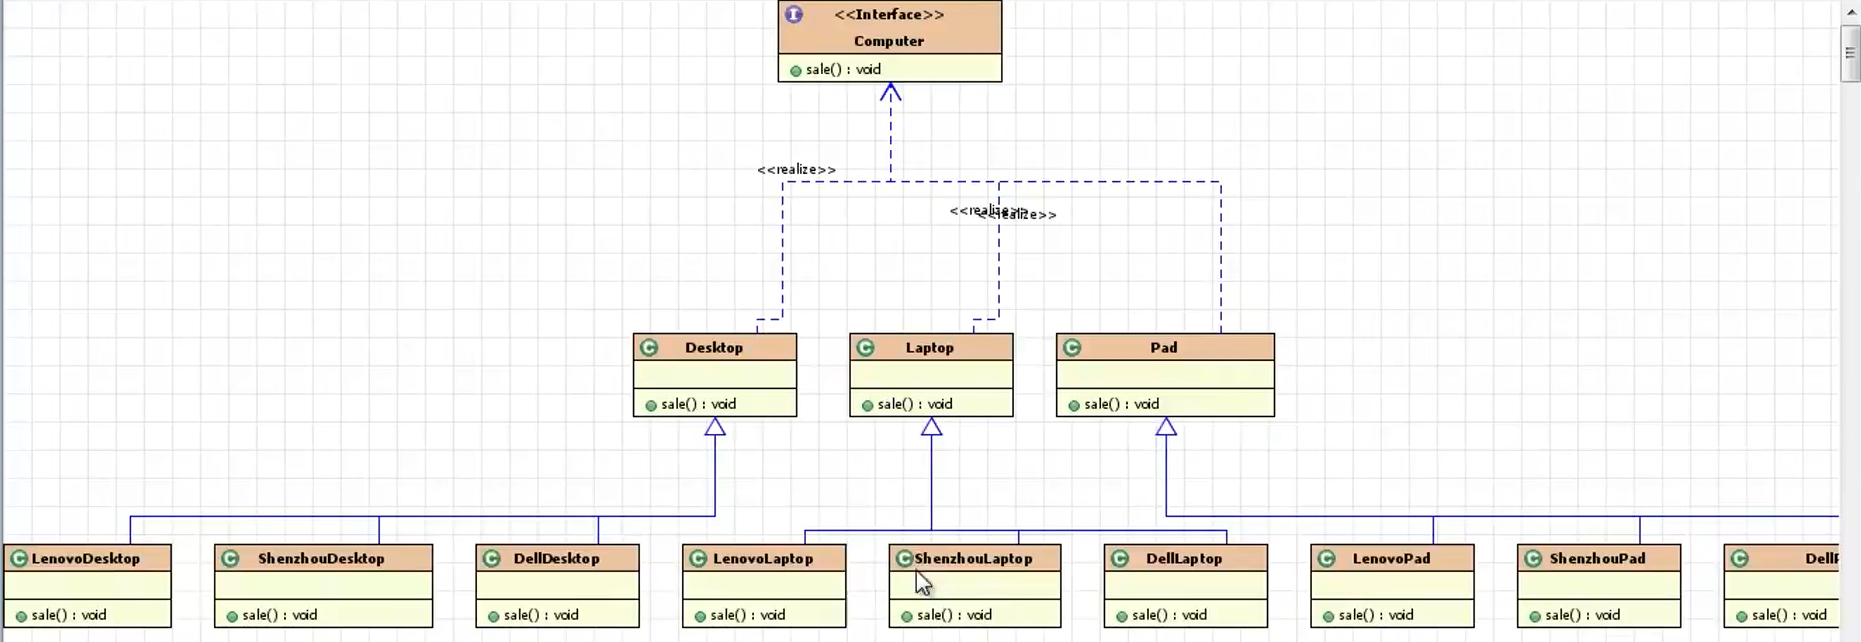 <<Interface>>
Computer
sale() : void
<<realize>>
<<realize>>
<<realize>>
Desktop
Laptop
Pad
sale() : void
sale() : void
sale() : void
LenovoDesktop
ShenzhouDesktop
DellDesktop
LenovoLaptop
ShenzhouLaptop
DellLaptop
LenovoPad
ShenzhouPad
sale() : void
sale() : void
sale() : void
sale() : void
sale() : void
sale() : void
sale() : void
sale() : void
sale() : void